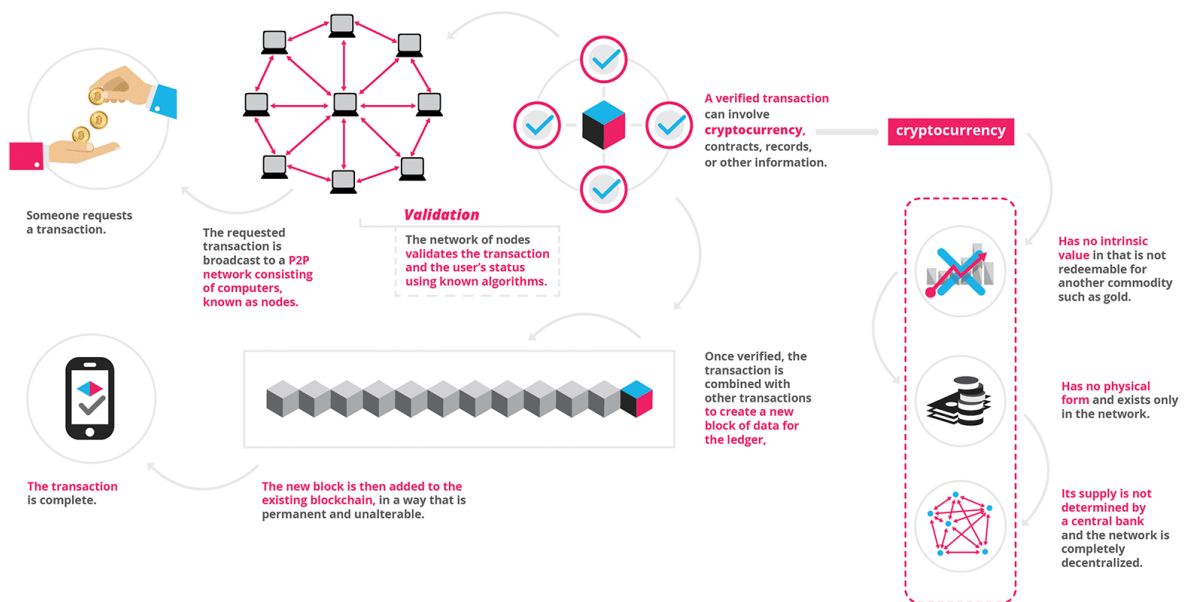 Someone requests
a transaction.
The requested
transaction is
broadcast to a P2P
network consisting
of computers,
known as nodes.
Validation
The network of nodes
validates the transaction
and the user's status
using known algorithms.
A verified transaction
can involve
cryptocurrency,
contracts, records,
or other information.
cryptocurrency
Has no intrinsic
value in that is not
redeemable for
another commodity
such as gold.
Has no physical
form and exists only
in the network.
Its supply is not
determined by
a central bank
and the network is
completely
decentralized.
Once verified, the
transaction is
combined with
other transactions
to create a new
block of data for
the ledger,
The new block is then added to the
existing blockchain, in a way that is
permanent and unalterable.
The transaction
is complete.